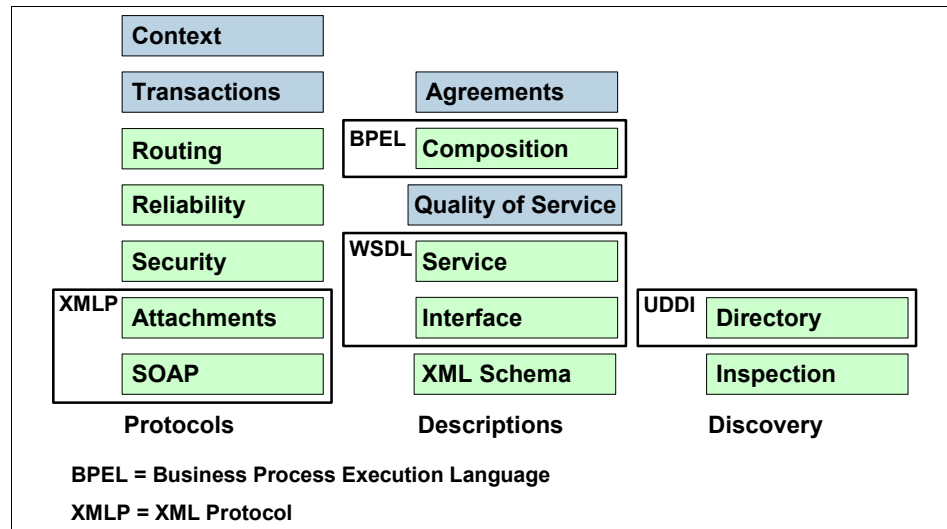 Context
Transactions
Agreements
Routing
BPEL
Composition
Reliability
Quality of Service
Security
WSDL
Service
XMLP
Attachments
Interface
UDDI
Directory
SOAP
XML Schema
Inspection
Protocols
Descriptions
Discovery
BPEL = Business Process Execution Language
XMLP = XML Protocol